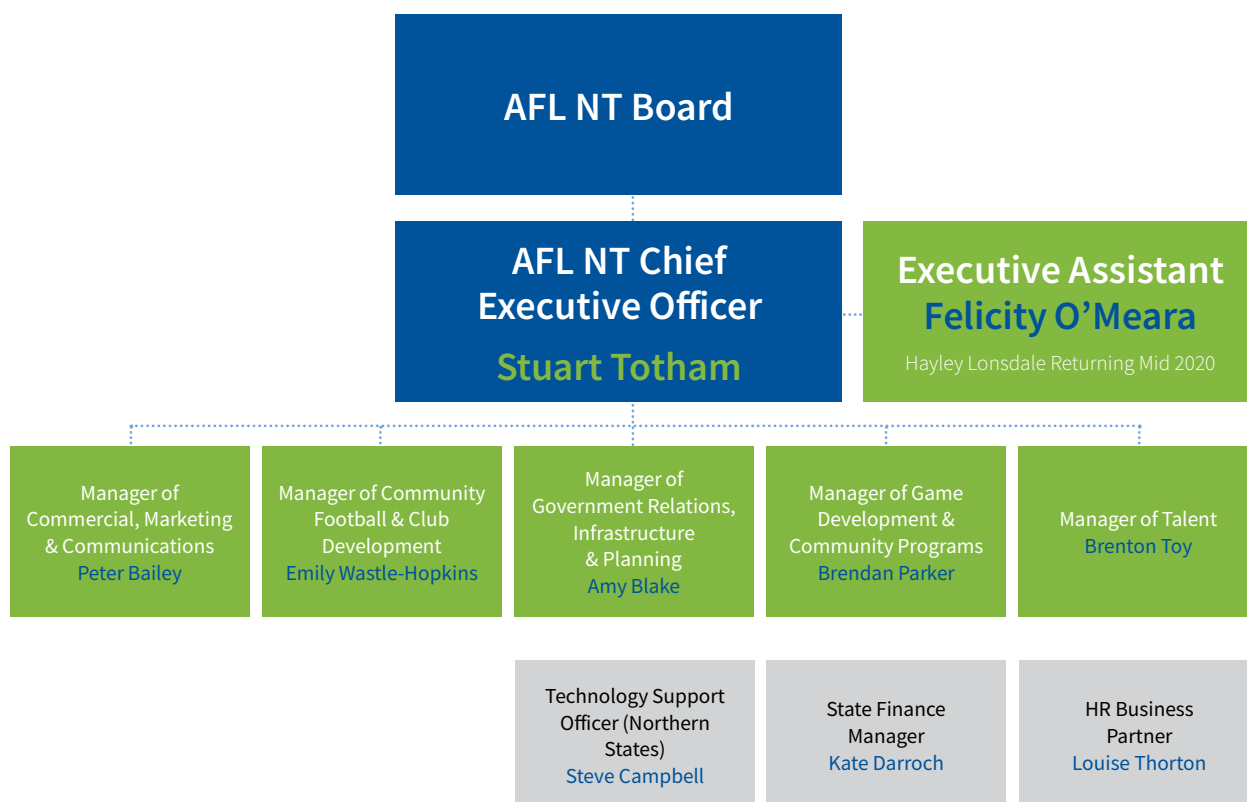 AFL NT Board
AFL NT Chief
Executive Officer
Stuart Totham
Executive Assistant
Felicity O’Meara
Hayley Lonsdale Returning Mid 2020
Manager of
Commercial, Marketing
& Communications
Peter Bailey
Manager of Community
Football & Club
Development
Emily Wastle-Hopkins
Manager of
Government Relations,
Infrastructure
& Planning
Amy Blake
Manager of Game
Development &
Community Programs
Brendan Parker
Manager of Talent
Brenton Toy
Technology Support
Officer (Northern
States)
Steve Campbell
State Finance
Manager
Kate Darroch
HR Business
Partner
Louise Thorton